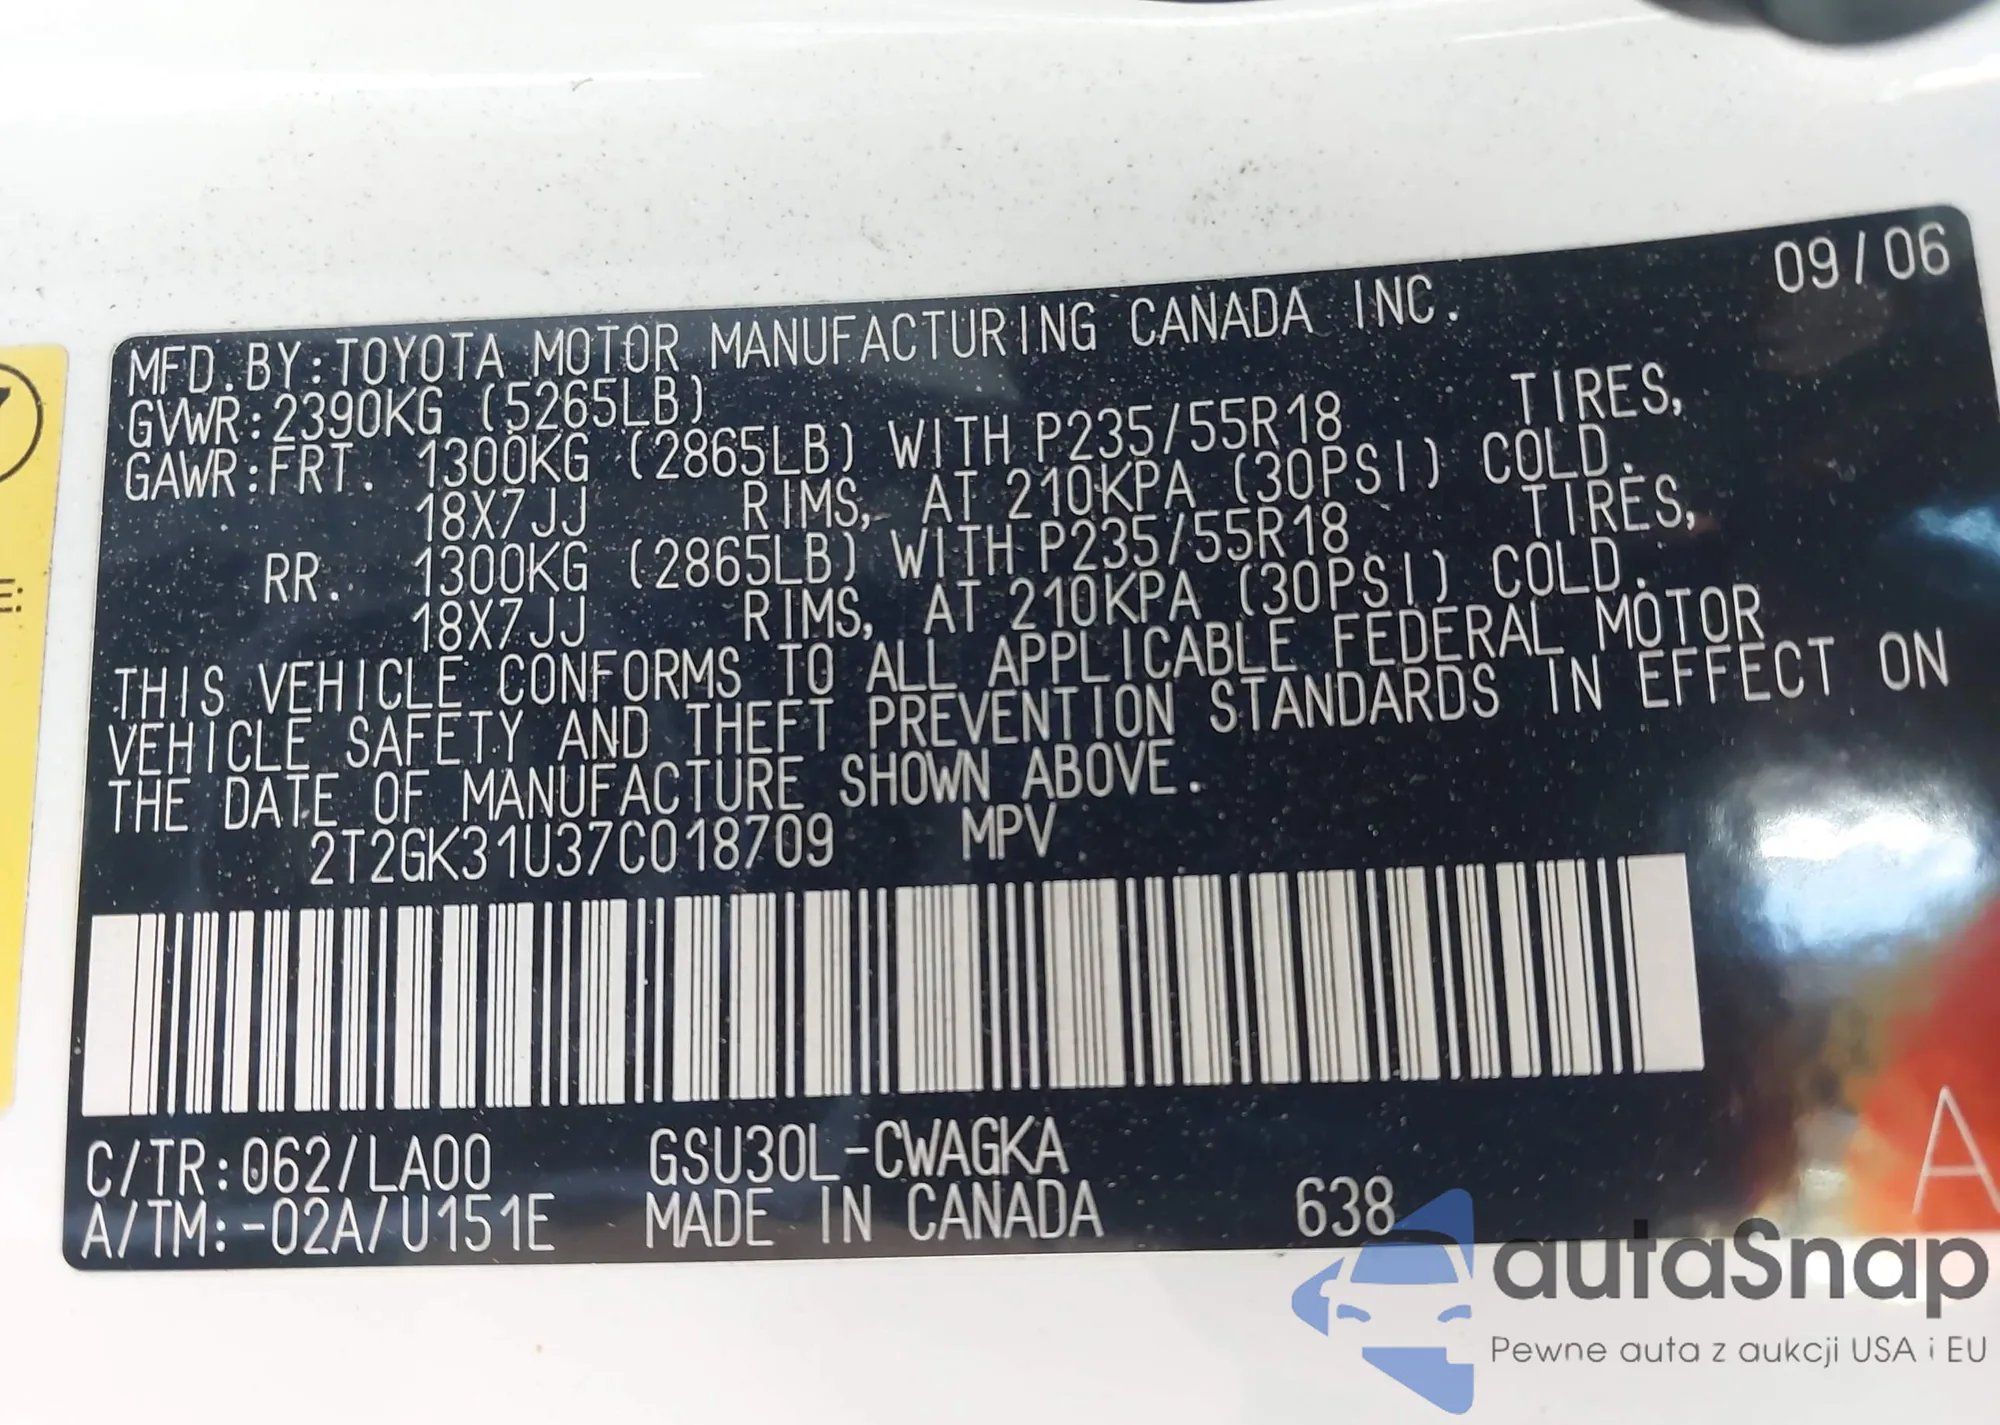 09/06
MFD.BY:TOYOTA MOTOR MANUFACTURING CANADA INC.
GVWR:2390KG (5265LB)
GAWR:FRT. 1300KG (2865LB) WITH P235/55R18 TIRES,
18X7JJ RIMS, AT 210KPA (30PSI) COLD.
RR. 1300KG (2865LB) WITH P235/55R18 TIRES,
18X7JJ RIMS, AT 210KPA (30PSI) COLD.
THIS VEHICLE CONFORMS TO ALL APPLICABLE FEDERAL MOTOR
VEHICLE SAFETY AND THEFT PREVENTION STANDARDS IN EFFECT ON
THE DATE OF MANUFACTURE SHOWN ABOVE.
2T2GK31U37C018709 MPV
C/TR:062/LA00 GSU30L-CWAGKA
A/TM:-02A/U151E MADE IN CANADA 638
A
autaSnap
Pewne auta z aukcji USA i EU